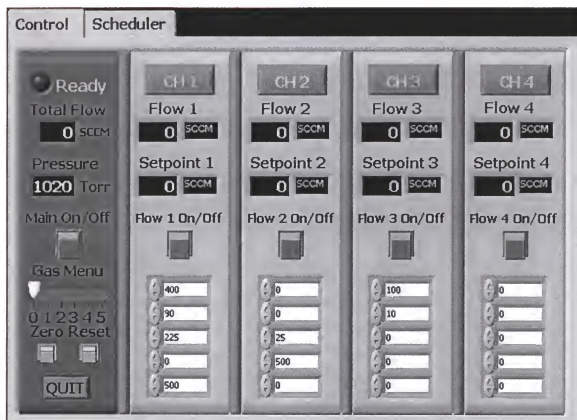 Control Scheduler
Ready
Total Flow
0 SCCM
Pressure
1020 Torr
Main On/Off
Gas Menu
0 1 2 3 4 5
Zero Reset
QUIT
CH 1
Flow 1
0 SCCM
Setpoint 1
0 SCCM
Flow 1 On/Off
400
90
225
0
500
CH 2
Flow 2
0 SCCM
Setpoint 2
0 SCCM
Flow 2 On/Off
0
0
25
500
0
CH 3
Flow 3
0 SCCM
Setpoint 3
0 SCCM
Flow 3 On/Off
100
10
0
0
0
CH 4
Flow 4
0 SCCM
Setpoint 4
0 SCCM
Flow 4 On/Off
0
0
0
0
0